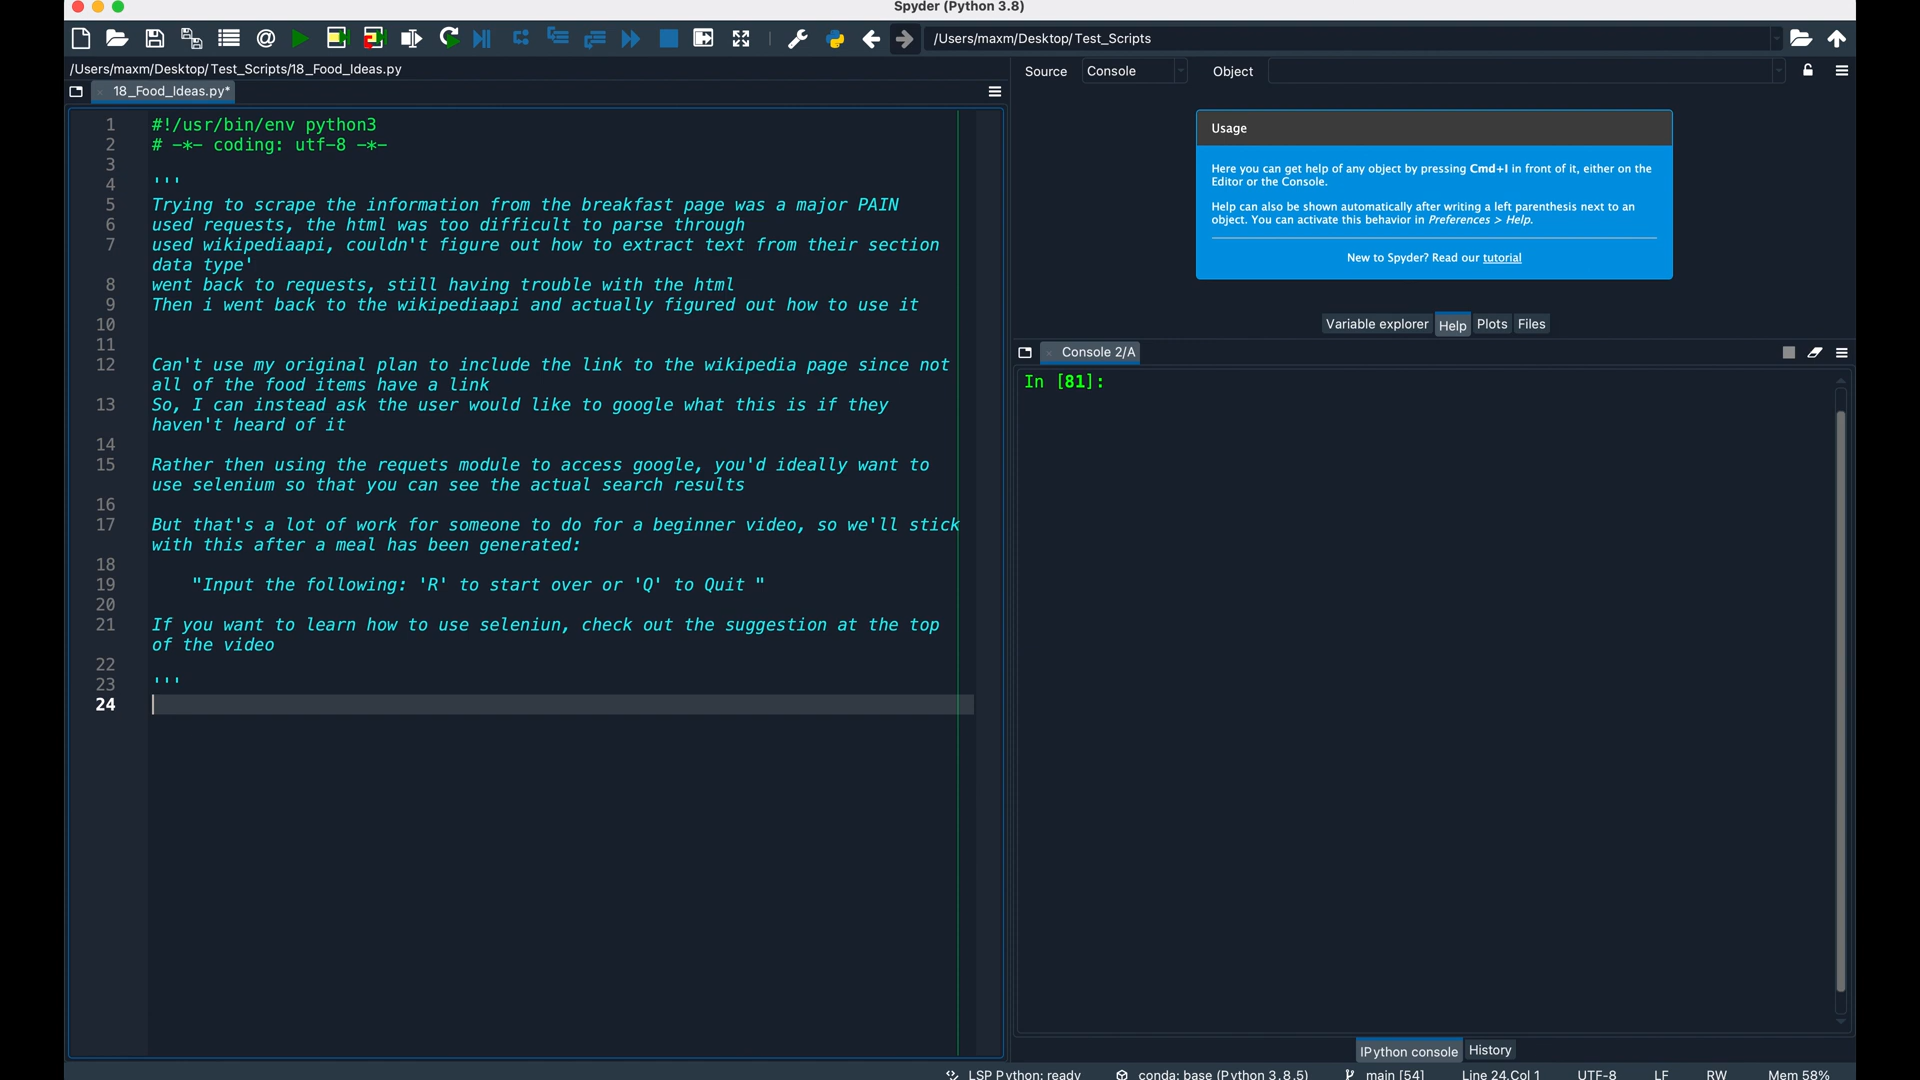 Spyder (Python 3.8)
/Users/maxm/Desktop/Test_Scripts
/Users/maxm/Desktop/Test_Scripts/18_Food_Ideas.py
18_Food_Ideas.py*
1 #!/usr/bin/env python3
2 # -*- coding: utf-8 -*-
3
4 '''
5 Trying to scrape the information from the breakfast page was a major PAIN
6 used requests, the html was too difficult to parse through
7 used wikipediaapi, couldn't figure out how to extract text from their section
data type'
8 went back to requests, still having trouble with the html
9 Then i went back to the wikipediaapi and actually figured out how to use it
10
11
12 Can't use my original plan to include the link to the wikipedia page since not
all of the food items have a link
13 So, I can instead ask the user would like to google what this is if they
haven't heard of it
14
15 Rather then using the requets module to access google, you'd ideally want to
use selenium so that you can see the actual search results
16
17 But that's a lot of work for someone to do for a beginner video, so we'll stick
with this after a meal has been generated:
18
19 "Input the following: 'R' to start over or 'Q' to Quit "
20
21 If you want to learn how to use seleniun, check out the suggestion at the top
of the video
22
23 '''
24
Source Console Object
Usage
Here you can get help of any object by pressing Cmd+I in front of it, either on the
Editor or the Console.
Help can also be shown automatically after writing a left parenthesis next to an
object. You can activate this behavior in Preferences > Help.
New to Spyder? Read our tutorial
Variable explorer Help Plots Files
Console 2/A
In [81]:
IPython console History
LSP Python: ready conda: base (Python 3.8.5) main [54] Line 24, Col 1 UTF-8 LF RW Mem 58%